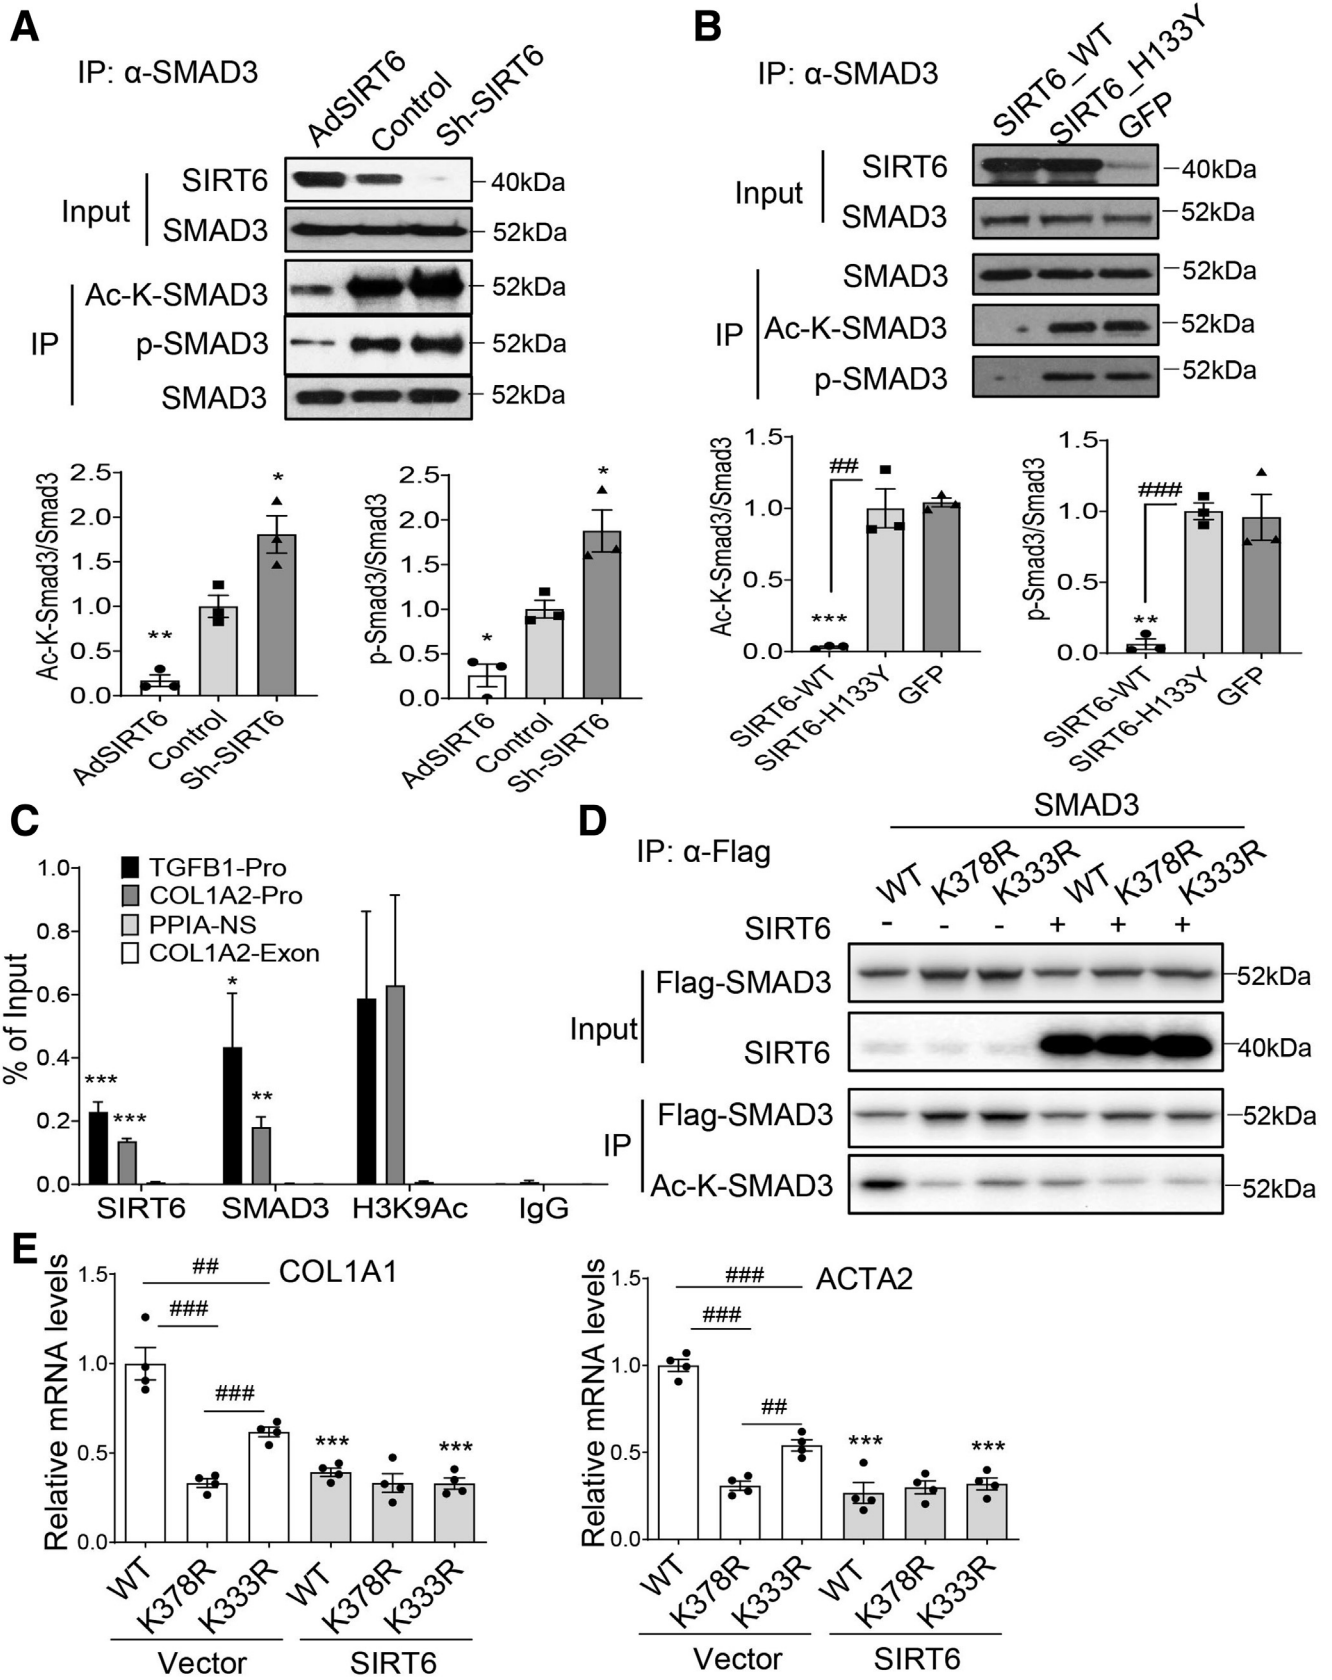 A
IP: α-SMAD3
AdSIRT6
Control
Sh-SIRT6
Input
SIRT6
40kDa
SMAD3
52kDa
IP
Ac-K-SMAD3
52kDa
p-SMAD3
52kDa
SMAD3
52kDa
Ac-K-Smad3/Smad3
2.5
2.0
1.5
1.0
0.5
0.0
**
*
AdSIRT6
Control
Sh-SIRT6
p-Smad3/Smad3
2.5
2.0
1.5
1.0
0.5
0.0
*
*
AdSIRT6
Control
Sh-SIRT6
B
IP: α-SMAD3
SIRT6_WT
SIRT6_H133Y
GFP
Input
SIRT6
40kDa
SMAD3
52kDa
IP
SMAD3
52kDa
Ac-K-SMAD3
52kDa
p-SMAD3
52kDa
Ac-K-Smad3/Smad3
1.5
1.0
0.5
0.0
##
***
SIRT6-WT
SIRT6-H133Y
GFP
p-Smad3/Smad3
1.5
1.0
0.5
0.0
###
**
SIRT6-WT
SIRT6-H133Y
GFP
C
% of Input
1.0
0.8
0.6
0.4
0.2
0.0
TGFB1-Pro
COL1A2-Pro
PPIA-NS
COL1A2-Exon
***
***
*
**
SIRT6
SMAD3
H3K9Ac
IgG
D
SMAD3
IP: α-Flag
WT
K378R
K333R
WT
K378R
K333R
SIRT6
- - - + + +
Input
Flag-SMAD3
52kDa
SIRT6
40kDa
IP
Flag-SMAD3
52kDa
Ac-K-SMAD3
52kDa
E
Relative mRNA levels
COL1A1
1.5
1.0
0.5
0.0
##
###
###
***
***
WT
K378R
K333R
WT
K378R
K333R
Vector
SIRT6
Relative mRNA levels
ACTA2
1.5
1.0
0.5
0.0
###
###
##
***
***
WT
K378R
K333R
WT
K378R
K333R
Vector
SIRT6